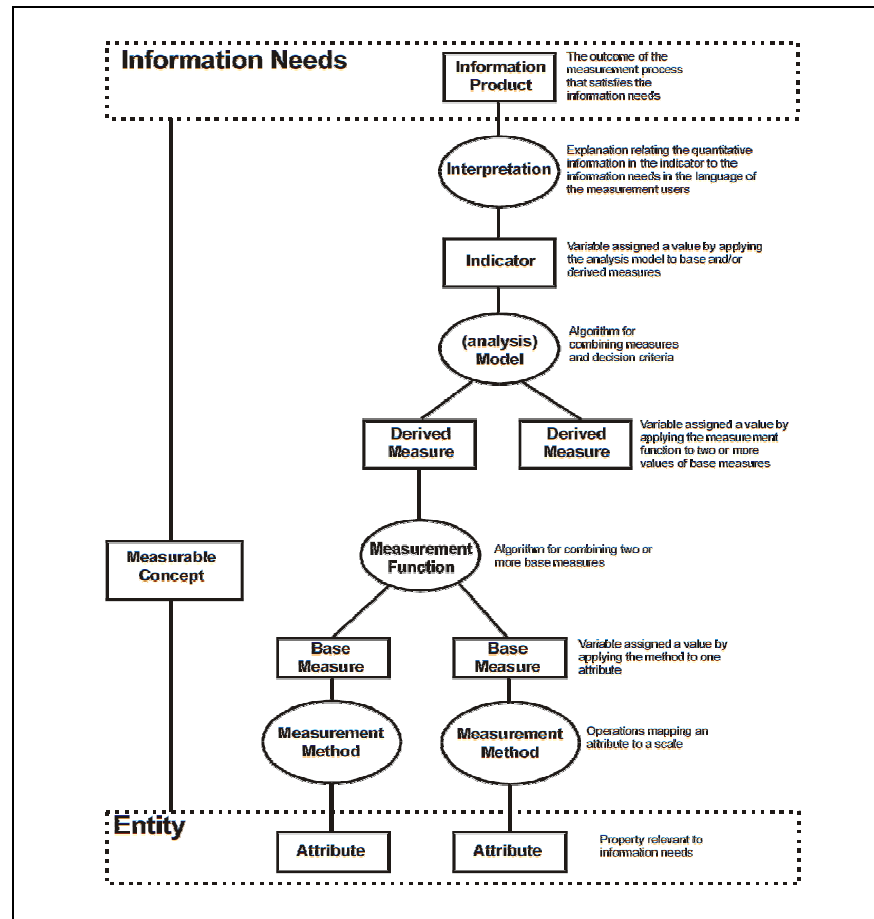 Information Needs
Information
Product
The outcome of the
measurement process
that satisfies the
information needs
Interpretation
Explanation relating the quantitative
information in the indicator to the
information needs in the language of
the measurement users
Indicator
Variable assigned a value by applying
the analysis model to base and/or
derived measures
(analysis)
Model
Algorithm for
combining measures
and decision criteria
Derived
Measure
Derived
Measure
Variable assigned a value by
applying the measurement
function to two or more
values of base measures
Measurement
Function
Algorithm for combining two or
more base measures
Measurable
Concept
Base
Measure
Base
Measure
Variable assigned a value by
applying the method to one
attribute
Measurement
Method
Measurement
Method
Operations mapping an
attribute to a scale
Entity
Attribute
Attribute
Property relevant to
information needs